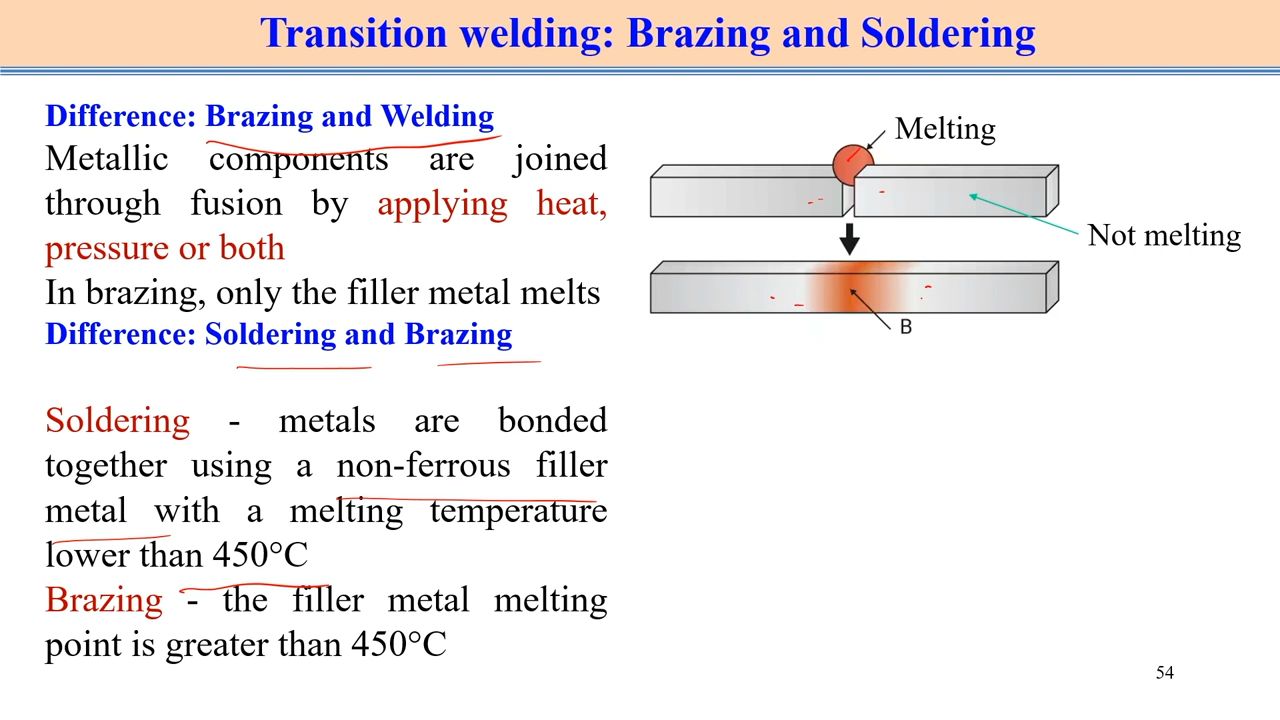 Transition welding: Brazing and Soldering
Difference: Brazing and Welding
Metallic components are joined
through fusion by applying heat,
pressure or both
In brazing, only the filler metal melts
Difference: Soldering and Brazing
Soldering - metals are bonded
together using a non-ferrous filler
metal with a melting temperature
lower than 450°C
Brazing - the filler metal melting
point is greater than 450°C
Melting
Not melting
B
54